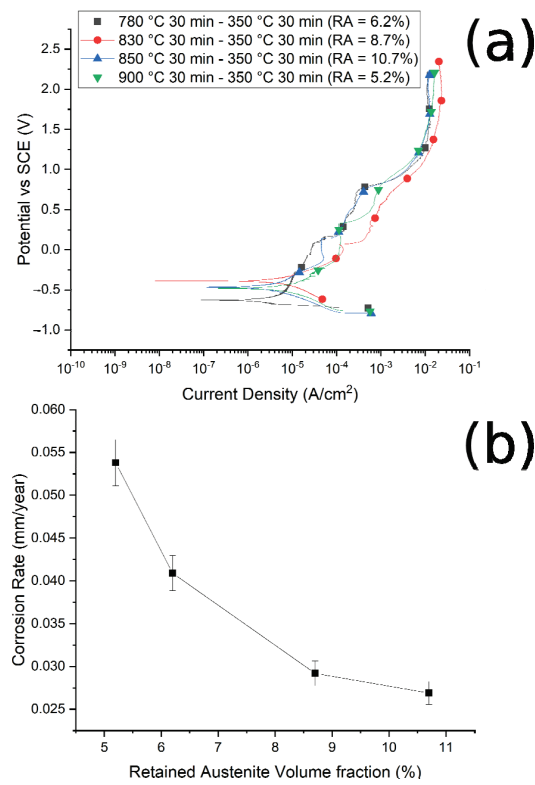 780 °C 30 min - 350 °C 30 min (RA = 6.2%)
830 °C 30 min - 350 °C 30 min (RA = 8.7%)
850 °C 30 min - 350 °C 30 min (RA = 10.7%)
900 °C 30 min - 350 °C 30 min (RA = 5.2%)
(a)
Potential vs SCE (V)
2.5
2.0
1.5
1.0
0.5
0.0
−0.5
−1.0
10⁻¹⁰ 10⁻⁹ 10⁻⁸ 10⁻⁷ 10⁻⁶ 10⁻⁵ 10⁻⁴ 10⁻³ 10⁻² 10⁻¹
Current Density (A/cm²)
(b)
Corrosion Rate (mm/year)
0.060
0.055
0.050
0.045
0.040
0.035
0.030
0.025
5 6 7 8 9 10 11
Retained Austenite Volume fraction (%)